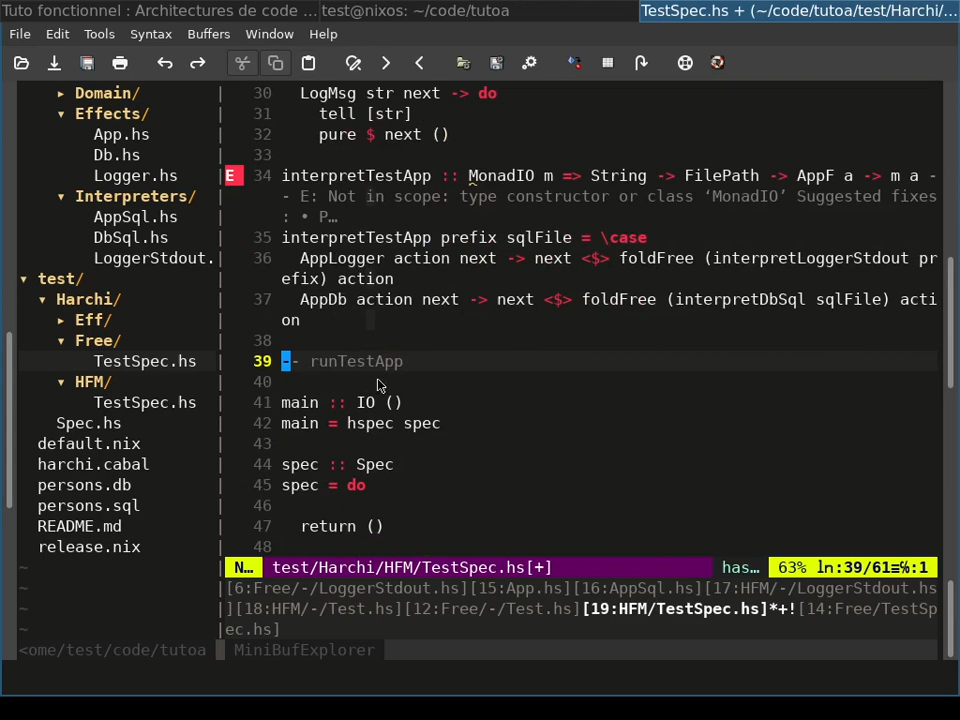 Tuto fonctionnel : Architectures de code ... test@nixos: ~/code/tutoa TestSpec.hs + (~/code/tutoa/test/Harchi/...
File Edit Tools Syntax Buffers Window Help
▸ Domain/
▾ Effects/
App.hs
Db.hs
Logger.hs
▾ Interpreters/
AppSql.hs
DbSql.hs
LoggerStdout.
▾ test/
▾ Harchi/
▸ Eff/
▾ Free/
TestSpec.hs
▾ HFM/
TestSpec.hs
Spec.hs
default.nix
harchi.cabal
persons.db
persons.sql
README.md
release.nix
~
~
~
~
<ome/test/code/tutoa
30 LogMsg str next -> do
31 tell [str]
32 pure $ next ()
33
E 34 interpretTestApp :: MonadIO m => String -> FilePath -> AppF a -> m a -
- E: Not in scope: type constructor or class ‘MonadIO’ Suggested fixes
: • P…
35 interpretTestApp prefix sqlFile = \case
36 AppLogger action next -> next <$> foldFree (interpretLoggerStdout pr
efix) action
37 AppDb action next -> next <$> foldFree (interpretDbSql sqlFile) acti
on
38
39 -- runTestApp
40
41 main :: IO ()
42 main = hspec spec
43
44 spec :: Spec
45 spec = do
46
47 return ()
48
N… test/Harchi/HFM/TestSpec.hs[+] has… 63% ln:39/61≡℅:1
[6:Free/-/LoggerStdout.hs][15:App.hs][16:AppSql.hs][17:HFM/-/LoggerStdout.hs
][18:HFM/-/Test.hs][12:Free/-/Test.hs][19:HFM/TestSpec.hs]*+![14:Free/TestSp
ec.hs]
MiniBufExplorer